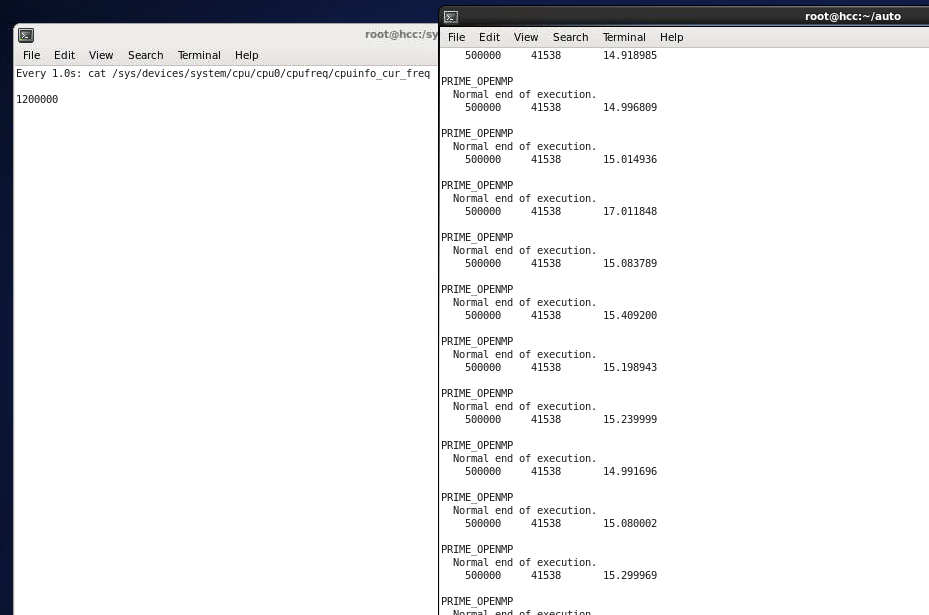 root@hcc:/sy
File Edit View Search Terminal Help
Every 1.0s: cat /sys/devices/system/cpu/cpu0/cpufreq/cpuinfo_cur_freq
1200000
root@hcc:~/auto
File Edit View Search Terminal Help
500000 41538 14.918985
PRIME_OPENMP
Normal end of execution.
500000 41538 14.996809
PRIME_OPENMP
Normal end of execution.
500000 41538 15.014936
PRIME_OPENMP
Normal end of execution.
500000 41538 17.011848
PRIME_OPENMP
Normal end of execution.
500000 41538 15.083789
PRIME_OPENMP
Normal end of execution.
500000 41538 15.409200
PRIME_OPENMP
Normal end of execution.
500000 41538 15.198943
PRIME_OPENMP
Normal end of execution.
500000 41538 15.239999
PRIME_OPENMP
Normal end of execution.
500000 41538 14.991696
PRIME_OPENMP
Normal end of execution.
500000 41538 15.080002
PRIME_OPENMP
Normal end of execution.
500000 41538 15.299969
PRIME_OPENMP
Normal end of execution.